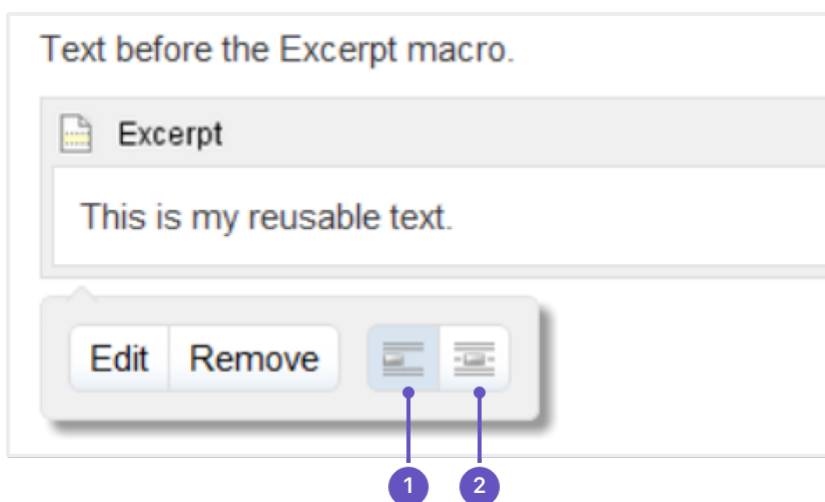 Text before the Excerpt macro.
Excerpt
This is my reusable text.
Edit Remove
1 2